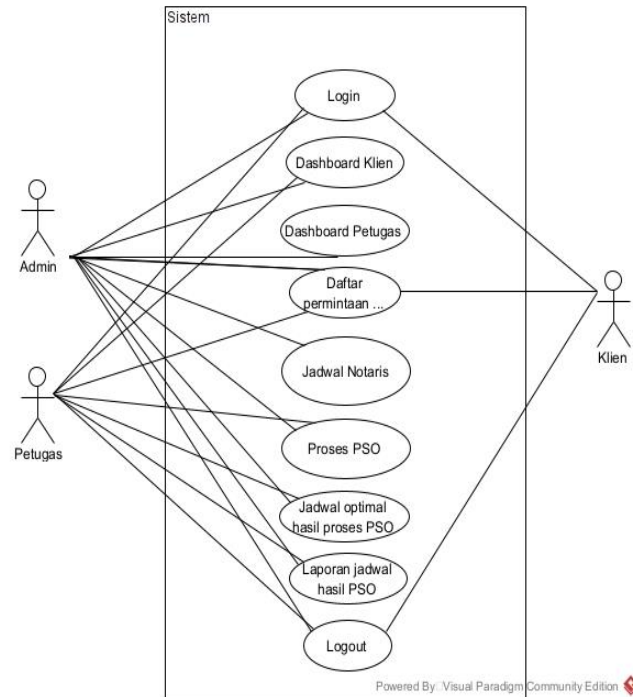 Sistem
Login
Dashboard Klien
Dashboard Petugas
Admin
Daftar
permintaan ...
Klien
Jadwal Notaris
Petugas
Proses PSO
Jadwal optimal
hasil proses PSO
Laporan jadwal
hasil PSO
Logout
Powered By Visual Paradigm Community Edition